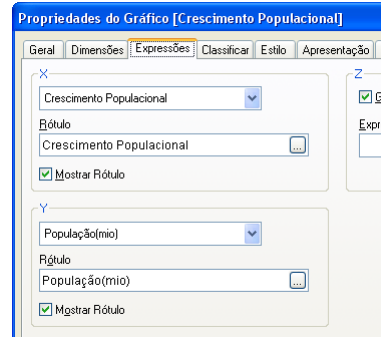 Propriedades do Gráfico [Crescimento Populacional]
Geral Dimensões Expressões Classificar Estilo Apresentação
X
Crescimento Populacional
Rótulo
Crescimento Populacional ...
Mostrar Rótulo
Y
População(mio)
Rótulo
População(mio) ...
Mostrar Rótulo
Z